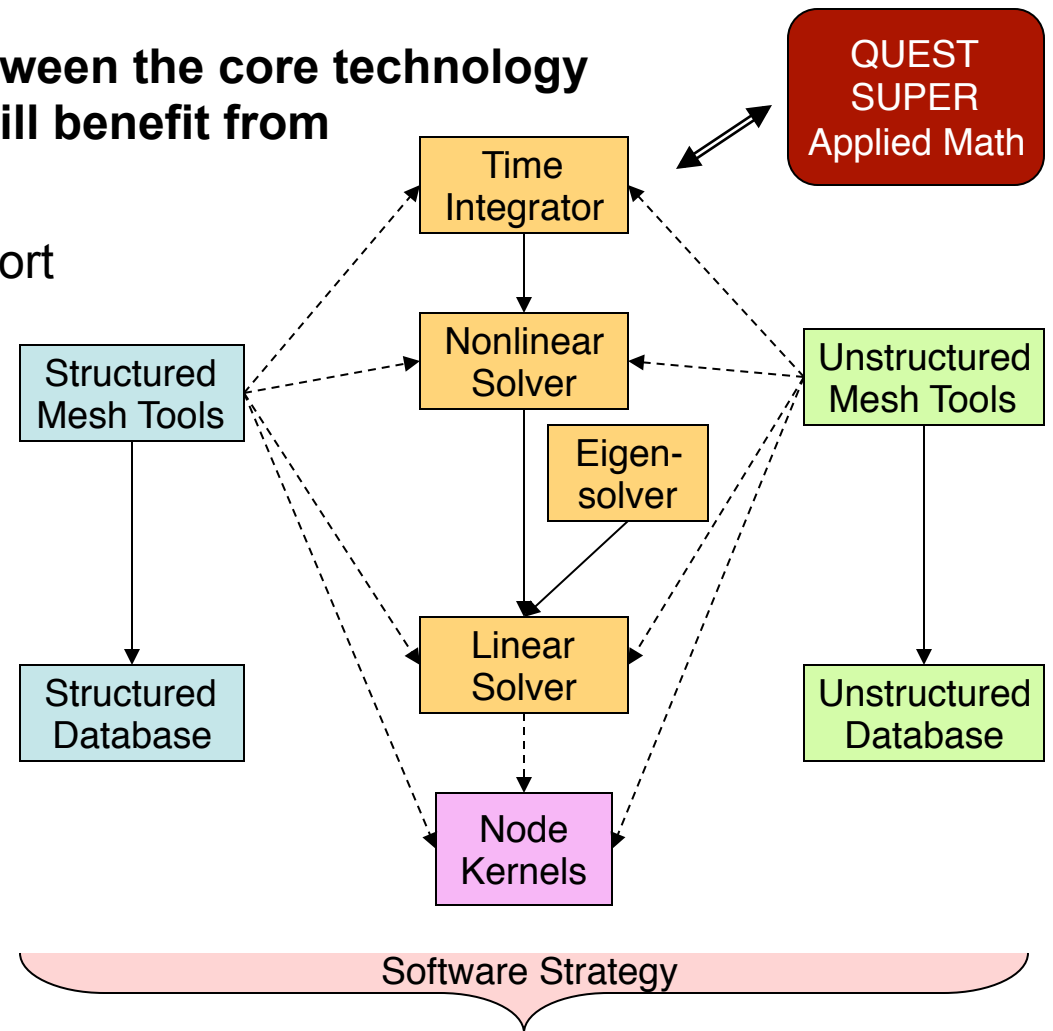 ween the core technology
ill benefit from
ort
QUEST
SUPER
Applied Math
Time
Integrator
Nonlinear
Solver
Structured
Mesh Tools
Unstructured
Mesh Tools
Eigen-
solver
Linear
Solver
Structured
Database
Unstructured
Database
Node
Kernels
Software Strategy